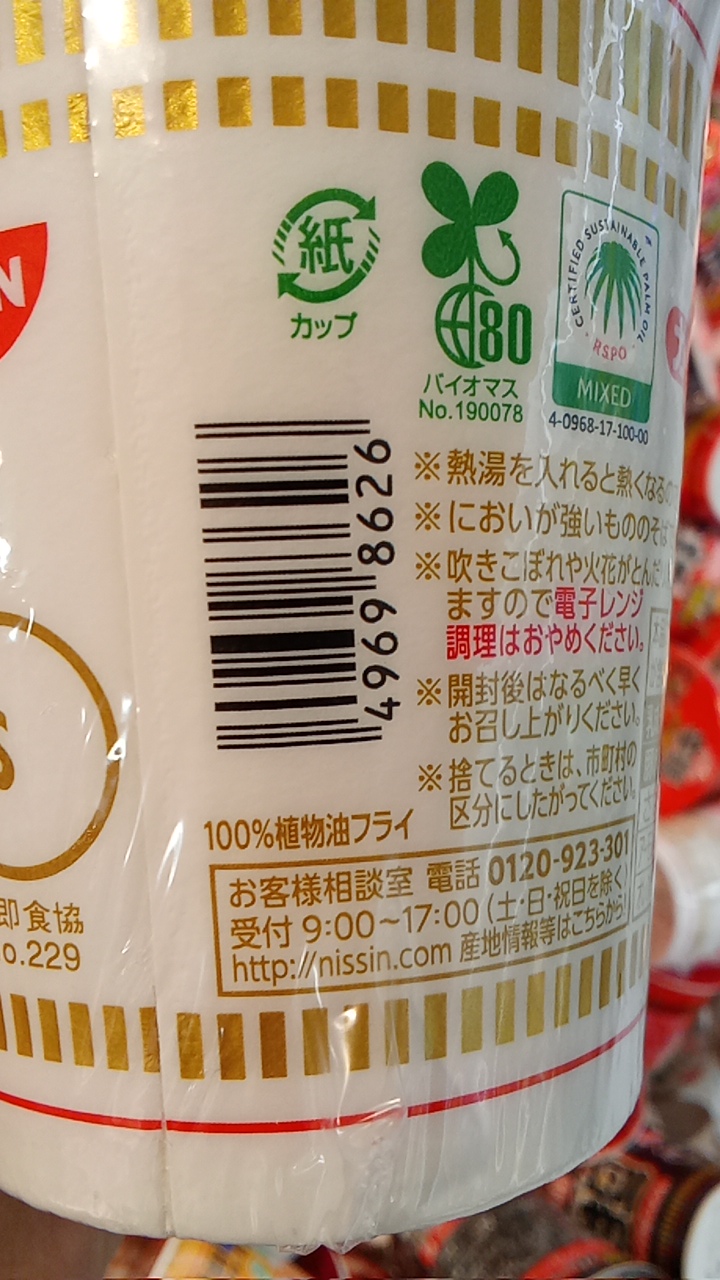 紙
カップ
80
バイオマス
No.190078
CERTIFIED SUSTAINABLE PALM OIL
RSPO
MIXED
4-0968-17-100-00
4969 8626
※熱湯を入れると熱くなるの
※においが強いもののそば
※吹きこぼれや火花がとんだ
ますので電子レンジ
調理はおやめください。
※開封後はなるべく早く
お召し上がりください。
※捨てるときは、市町村の
区分にしたがってください。
100%植物油フライ
お客様相談室 電話 0120-923-301
受付 9:00~17:00 (土・日・祝日を除く)
http://nissin.com 産地情報等はこちらから!
即食協
o.229
N
s